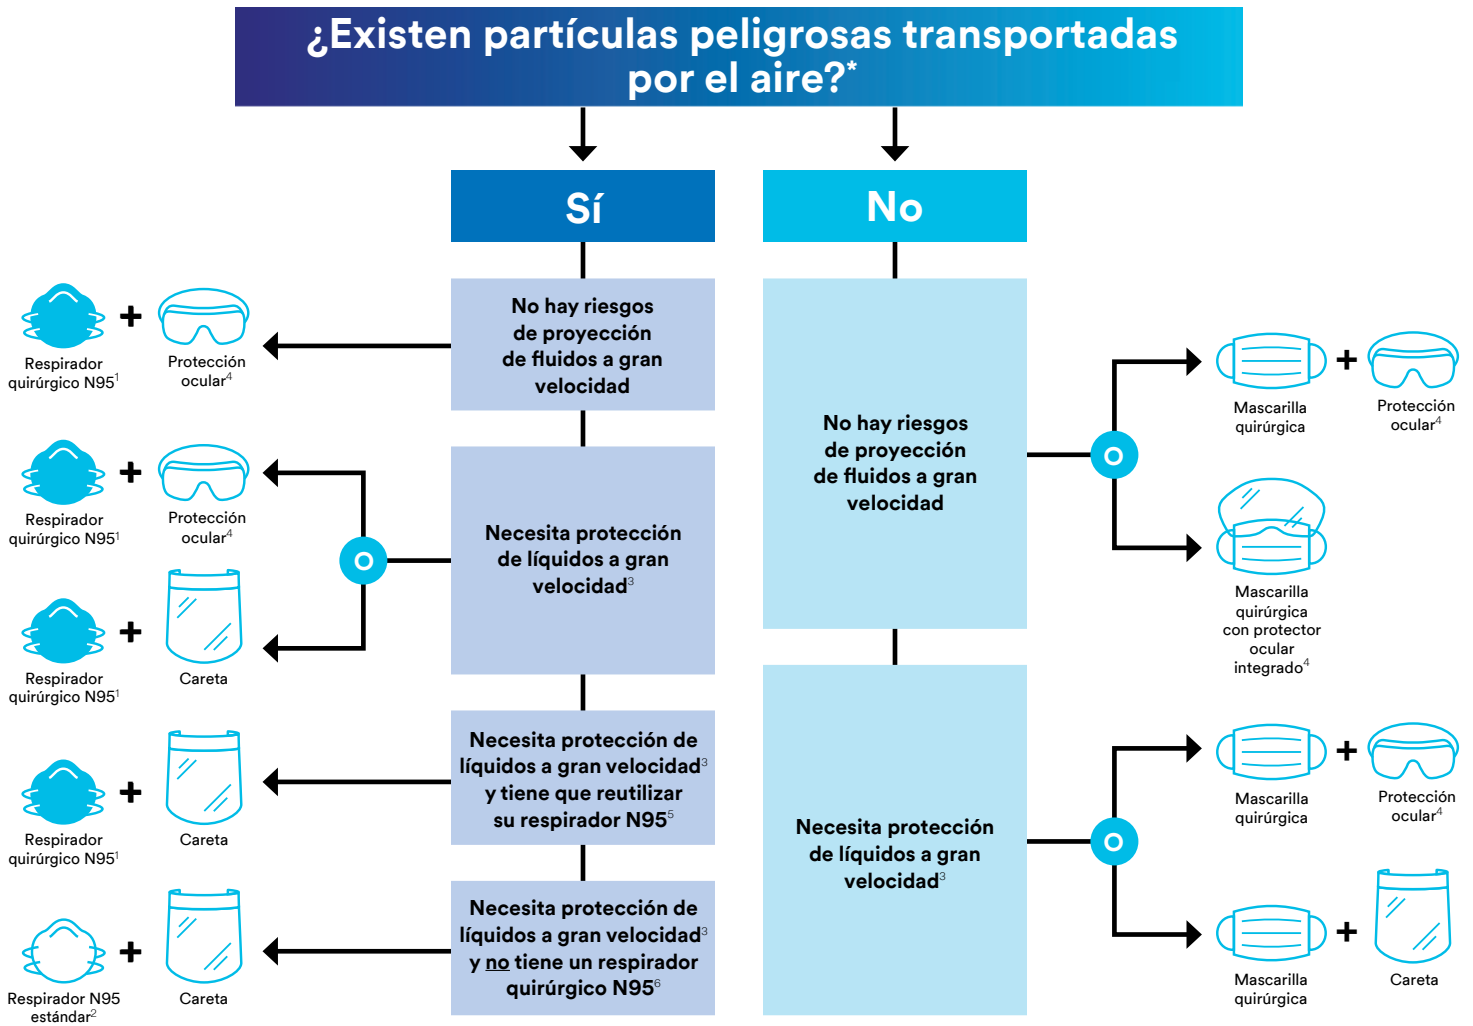 ¿Existen partículas peligrosas transportadas
por el aire?*
Sí
No
No hay riesgos
de proyección
de fluidos a gran
velocidad
Respirador
quirúrgico N95¹
+
Protección
ocular⁴
Necesita protección
de líquidos a gran
velocidad³
O
Respirador
quirúrgico N95¹
+
Protección
ocular⁴
Respirador
quirúrgico N95¹
+
Careta
Necesita protección de
líquidos a gran velocidad³
y tiene que reutilizar
su respirador N95⁵
Respirador
quirúrgico N95¹
+
Careta
Necesita protección de
líquidos a gran velocidad³
y no tiene un respirador
quirúrgico N95⁶
Respirador N95
estándar²
+
Careta
No hay riesgos
de proyección
de fluidos a gran
velocidad
O
Mascarilla
quirúrgica
+
Protección
ocular⁴
Mascarilla
quirúrgica
con protector
ocular
integrado⁴
Necesita protección
de líquidos a gran
velocidad³
O
Mascarilla
quirúrgica
+
Protección
ocular⁴
Mascarilla
quirúrgica
+
Careta